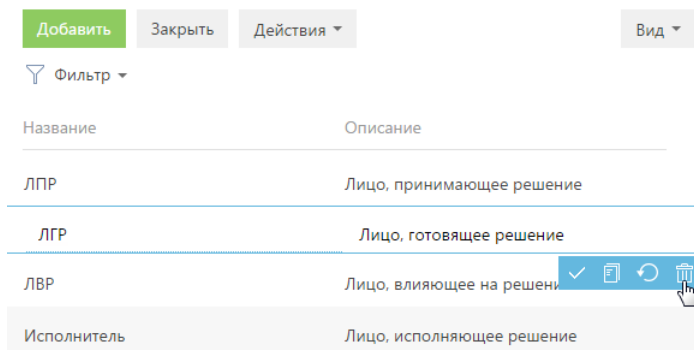 Добавить Закрыть Действия Вид
Фильтр
Название Описание
ЛПР Лицо, принимающее решение
ЛГР Лицо, готовящее решение
ЛВР Лицо, влияющее на решени
Исполнитель Лицо, исполняющее решение